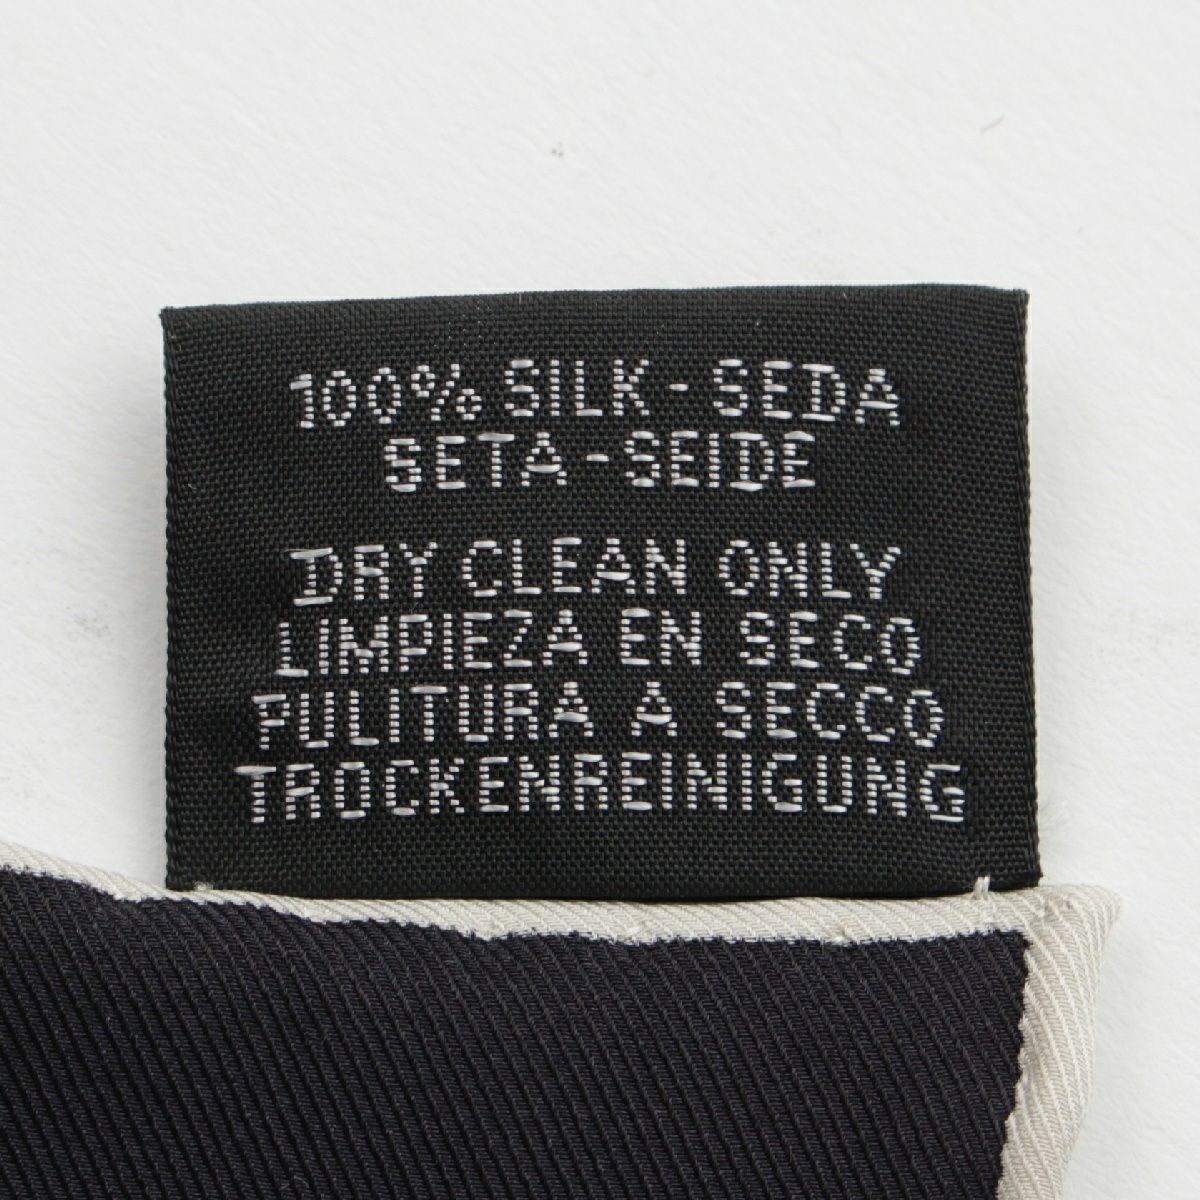 100% SILK - SEDA
SETA - SEIDE
DRY CLEAN ONLY
LIMPIEZA EN SECO
PULITURA A SECCO
TROCKENREINIGUNG